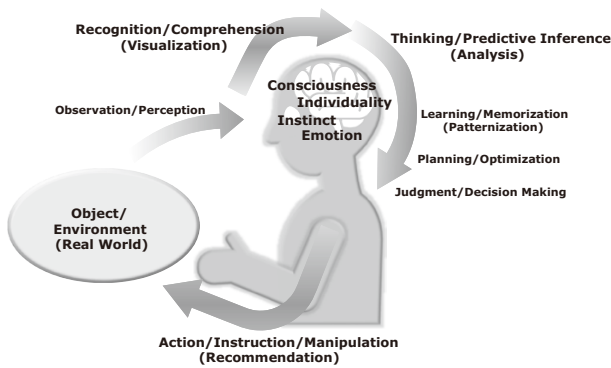 Recognition/Comprehension
(Visualization)
Thinking/Predictive Inference
(Analysis)
Consciousness
Individuality
Instinct
Emotion
Observation/Perception
Learning/Memorization
(Patternization)
Planning/Optimization
Judgment/Decision Making
Object/
Environment
(Real World)
Action/Instruction/Manipulation
(Recommendation)